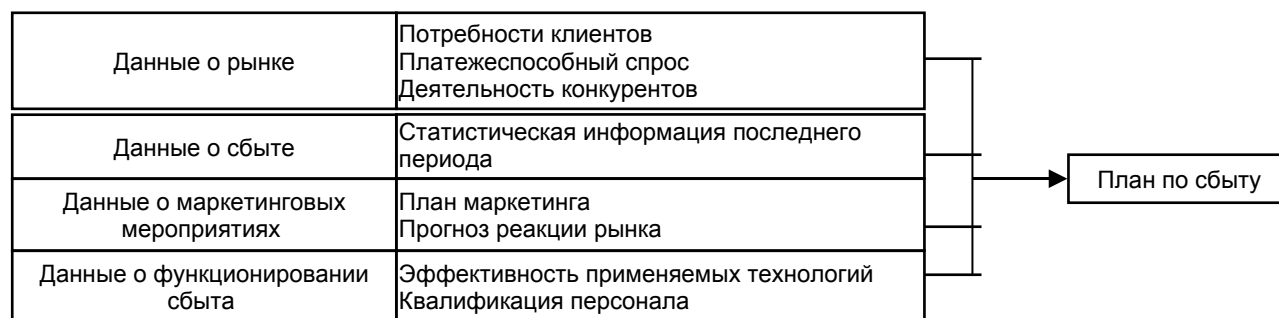 Данные о рынке
Потребности клиентов
Платежеспособный спрос
Деятельность конкурентов
Данные о сбыте
Статистическая информация последнего
периода
Данные о маркетинговых
мероприятиях
План маркетинга
Прогноз реакции рынка
Данные о функционировании
сбыта
Эффективность применяемых технологий
Квалификация персонала
План по сбыту